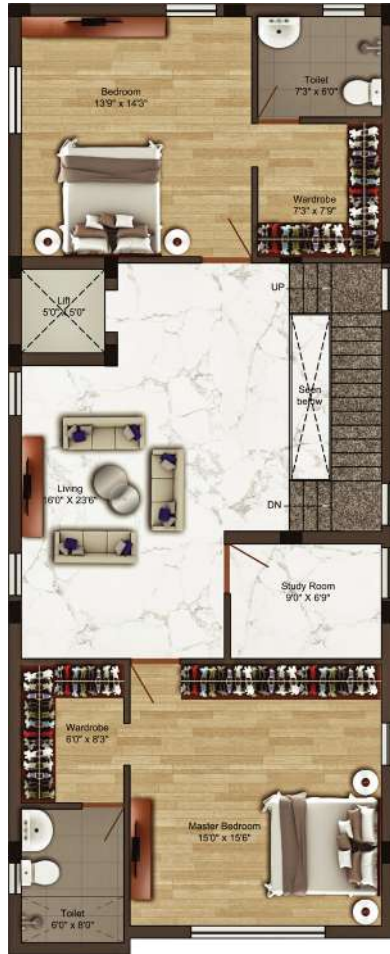 Toilet
7'3" x 6'0"
Bedroom
13'9" x 14'3"
Wardrobe
7'3" x 7'9"
UP
Lift
5'0" X 5'0"
Seen
below
Living
16'0" X 23'6"
DN
Study Room
9'0" X 6'9"
Wardrobe
6'0" x 8'3"
Master Bedroom
15'0" x 15'6"
Toilet
6'0" x 8'0"